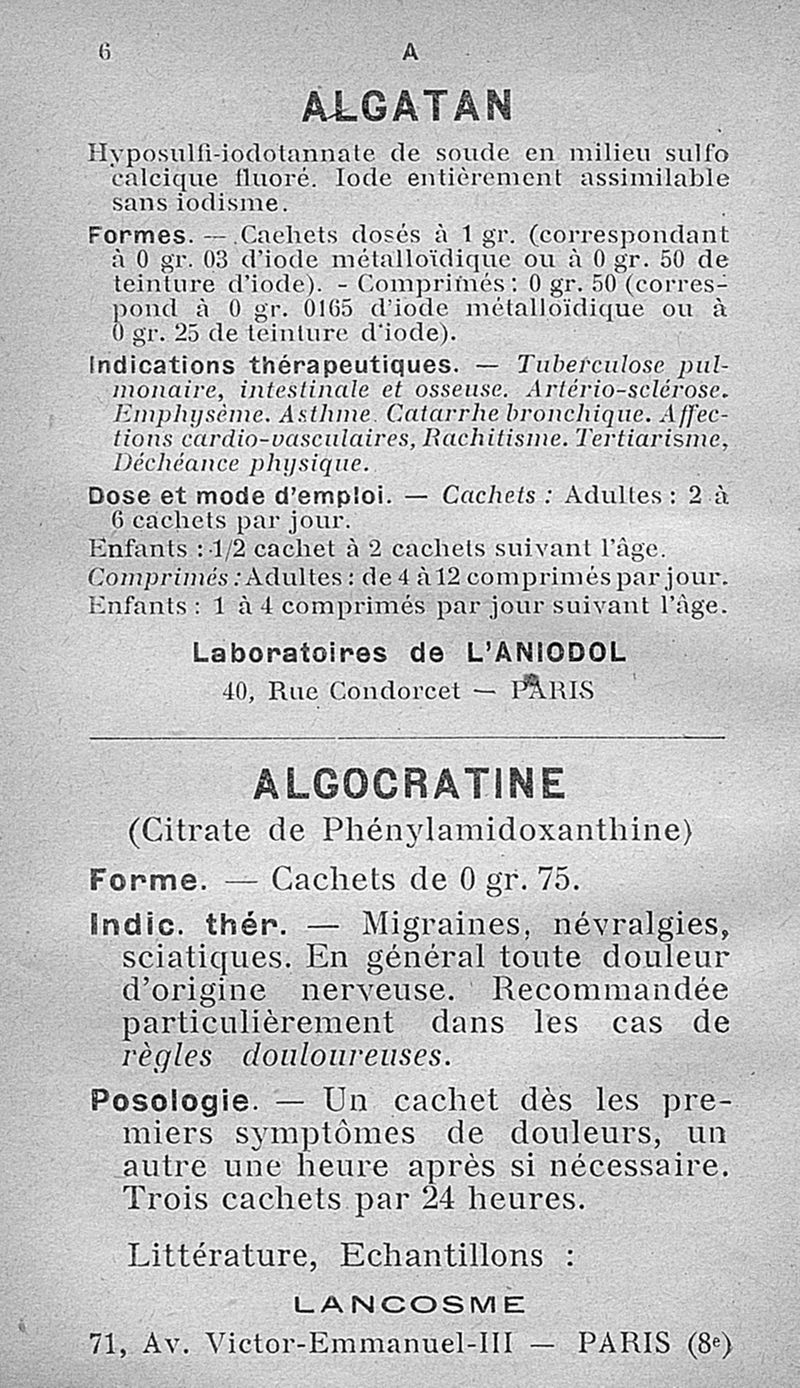 6
A
ALGATAN
Hyposulfi-iodotannate de soude en milieu sulfo
calcique fluoré. Iode entièrement assimilable
sans iodisme.
Formes. — Cachets dosés à 1 gr. (correspondant
à 0 gr. 03 d'iode métalloïdique ou à 0 gr. 50 de
teinture d'iode). - Comprimés : 0 gr. 50 (corres-
pond à 0 gr. 0165 d'iode métalloïdique ou à
0 gr. 25 de teinture d'iode).
Indications thérapeutiques. — Tuberculose pul-
monaire, intestinale et osseuse. Artério-sclérose.
Emphysème. Asthme. Catarrhe bronchique. Affec-
tions cardio-vasculaires, Rachitisme. Tertiarisme,
Déchéance physique.
Dose et mode d'emploi. — Cachets : Adultes : 2 à
6 cachets par jour.
Enfants : 1/2 cachet à 2 cachets suivant l'âge.
Comprimés : Adultes : de 4 à 12 comprimés par jour.
Enfants : 1 à 4 comprimés par jour suivant l'âge.
Laboratoires de L'ANIODOL
40, Rue Condorcet — PARIS
ALGOCRATINE
(Citrate de Phénylamidoxanthine)
Forme. — Cachets de 0 gr. 75.
Indic. thér. — Migraines, névralgies,
sciatiques. En général toute douleur
d'origine nerveuse. Recommandée
particulièrement dans les cas de
règles douloureuses.
Posologie. — Un cachet dès les pre-
miers symptômes de douleurs, un
autre une heure après si nécessaire.
Trois cachets par 24 heures.
Littérature, Echantillons :
LANCOSME
71, Av. Victor-Emmanuel-III — PARIS (8e)